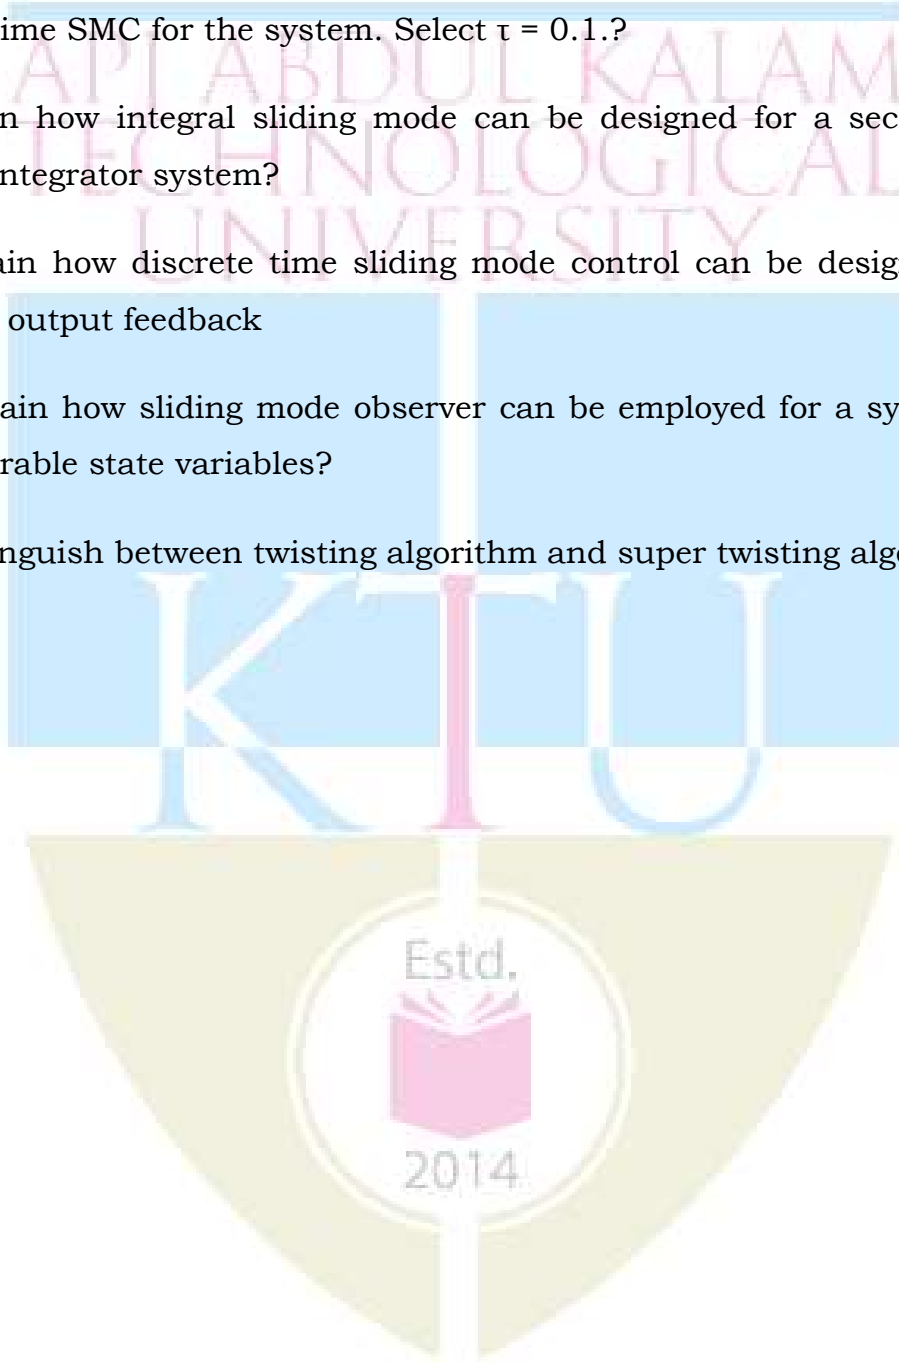 ime SMC for the system. Select τ = 0.1.?
API ABDUL KALAM
n how integral sliding mode can be designed for a sec
TECHNOLOGICAL
ntegrator system?
UNIVERSITY
ain how discrete time sliding mode control can be desig
output feedback
ain how sliding mode observer can be employed for a sy
rable state variables?
nguish between twisting algorithm and super twisting algo
KTU
Estd.
2014